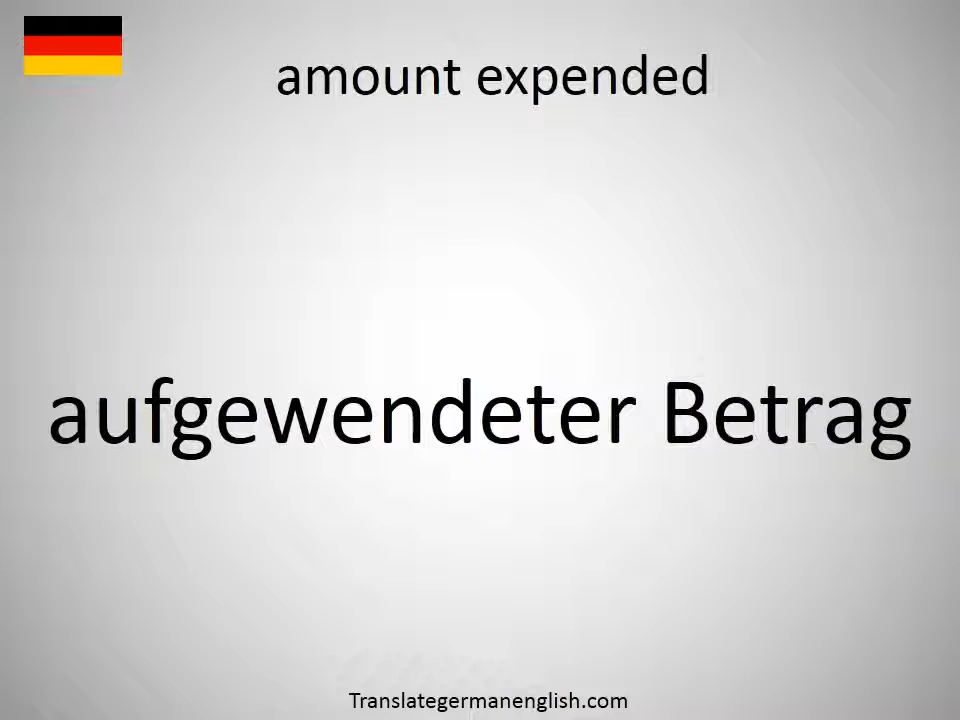 amount expended
aufgewendeter Betrag
Translategermanenglish.com